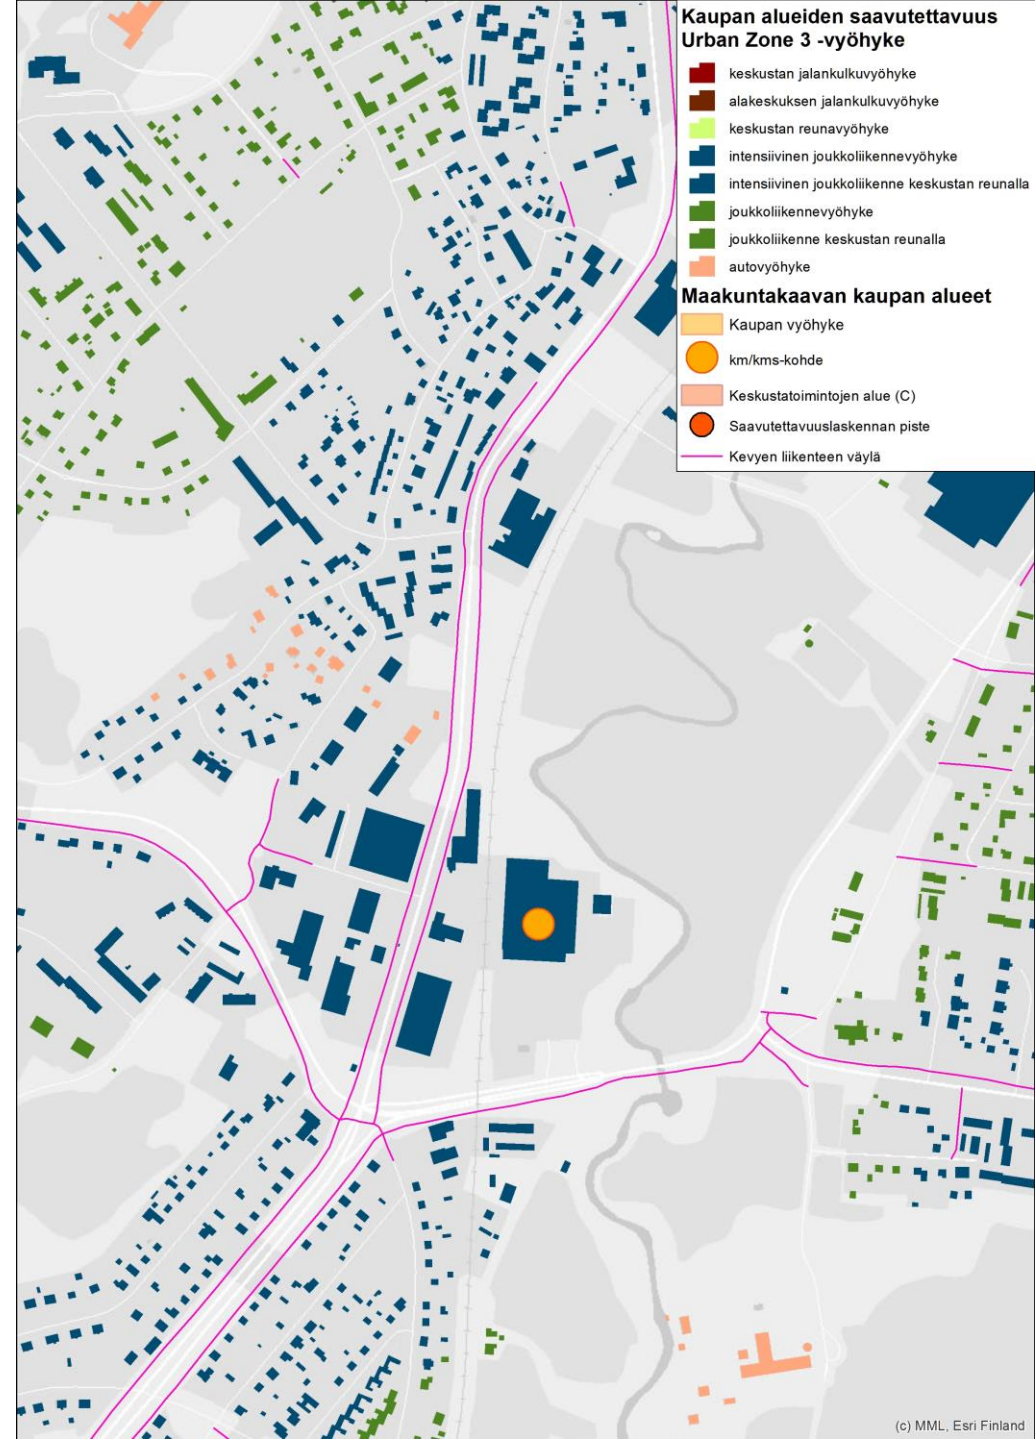 Kaupan alueiden saavutettavuus
Urban Zone 3 -vyöhyke
keskustan jalankulkuvyöhyke
alakeskuksen jalankulkuvyöhyke
keskustan reunavyöhyke
intensiivinen joukkoliikennevyöhyke
intensiivinen joukkoliikenne keskustan reunalla
joukkoliikennevyöhyke
joukkoliikenne keskustan reunalla
autovyöhyke
Maakuntakaavan kaupan alueet
Kaupan vyöhyke
km/kms-kohde
Keskustatoimintojen alue (C)
Saavutettavuuslaskennan piste
Kevyen liikenteen väylä
(c) MML, Esri Finland